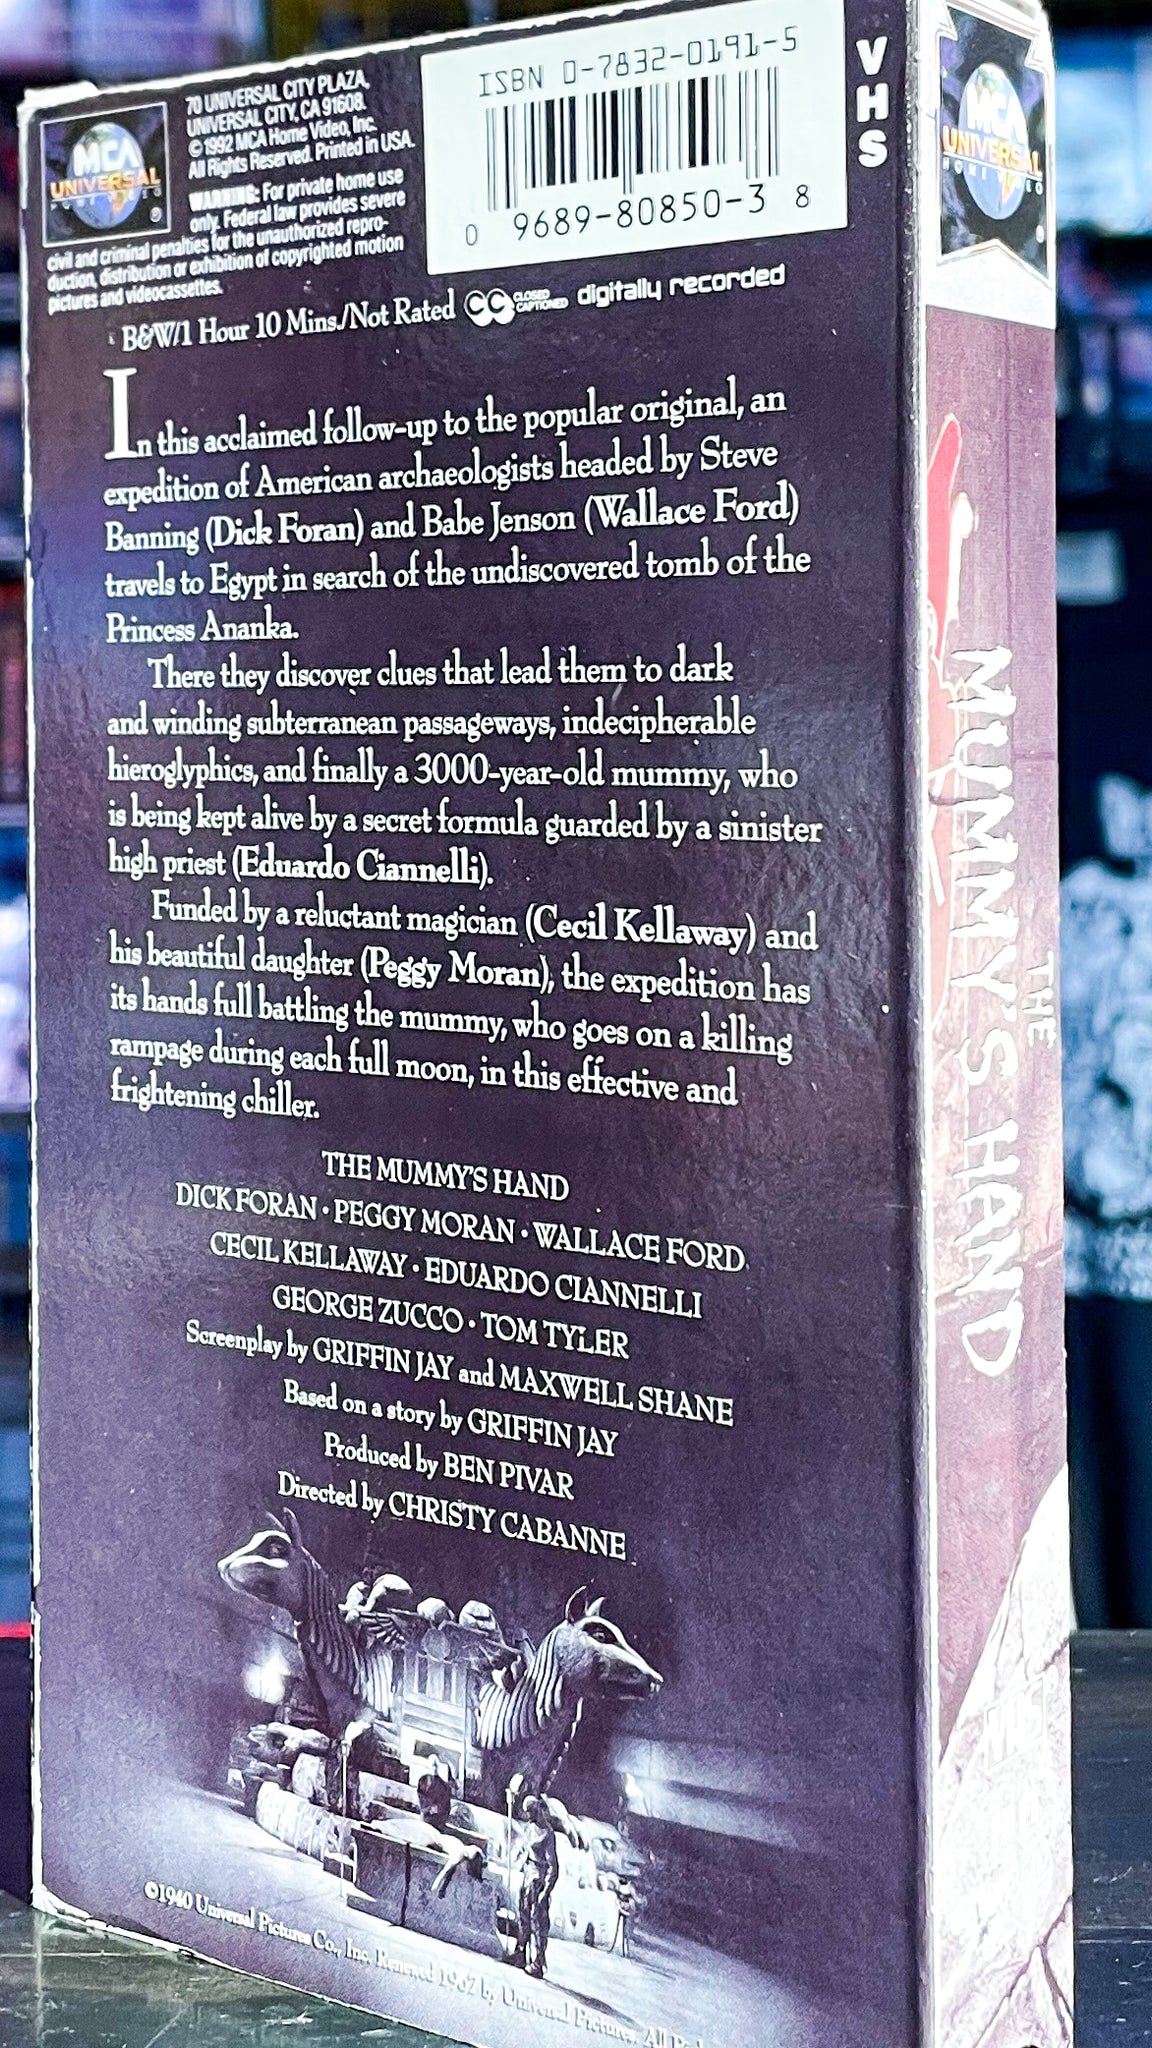 MCA
UNIVERSAL
HOME VIDEO
70 UNIVERSAL CITY PLAZA,
UNIVERSAL CITY, CA 91608.
©1992 MCA Home Video, Inc.
All Rights Reserved. Printed in USA.
WARNING: For private home use
only. Federal law provides severe
civil and criminal penalties for the unauthorized repro-
duction, distribution or exhibition of copyrighted motion
pictures and videocassettes.
ISBN 0-7832-0191-5
0 9689-80850-3 8
VHS
B&W/1 Hour 10 Mins./Not Rated CC CLOSED CAPTIONED digitally recorded
In this acclaimed follow-up to the popular original, an
expedition of American archaeologists headed by Steve
Banning (Dick Foran) and Babe Jenson (Wallace Ford)
travels to Egypt in search of the undiscovered tomb of the
Princess Ananka.
There they discover clues that lead them to dark
and winding subterranean passageways, indecipherable
hieroglyphics, and finally a 3000-year-old mummy, who
is being kept alive by a secret formula guarded by a sinister
high priest (Eduardo Ciannelli).
Funded by a reluctant magician (Cecil Kellaway) and
his beautiful daughter (Peggy Moran), the expedition has
its hands full battling the mummy, who goes on a killing
rampage during each full moon, in this effective and
frightening chiller.
THE MUMMY'S HAND
DICK FORAN • PEGGY MORAN • WALLACE FORD
CECIL KELLAWAY • EDUARDO CIANNELLI
GEORGE ZUCCO • TOM TYLER
Screenplay by GRIFFIN JAY and MAXWELL SHANE
Based on a story by GRIFFIN JAY
Produced by BEN PIVAR
Directed by CHRISTY CABANNE
©1940 Universal Pictures Co., Inc. Renewed 1967 by Universal Pictures. All
MCA
UNIVERSAL
HOME VIDEO
THE
MUMMY'S HAND
VHS